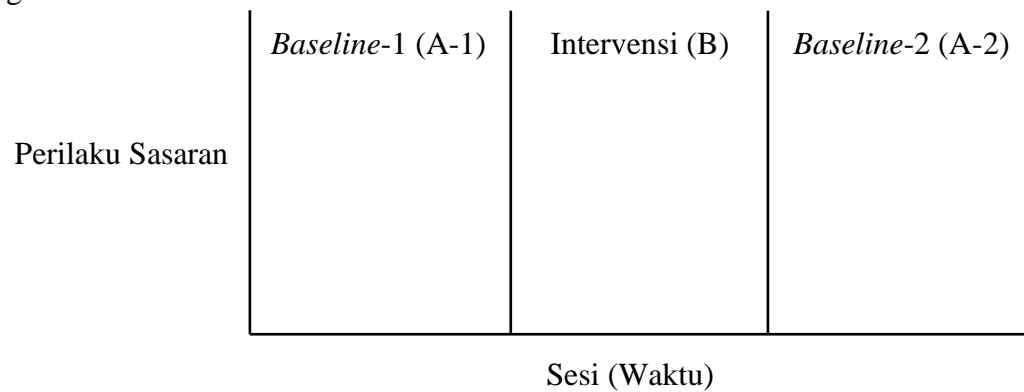 g
Baseline-1 (A-1) Intervensi (B) Baseline-2 (A-2)
Perilaku Sasaran
Sesi (Waktu)